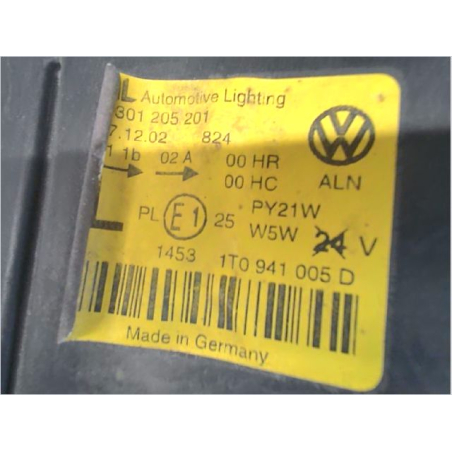 L Automotive Lighting
301 205 201
7.12.02 824
1 1b 02 A 00 HR
00 HC
ALN
PL E1 25 PY21W
W5W 24 V
1453 1T0 941 005 D
L
Made in Germany